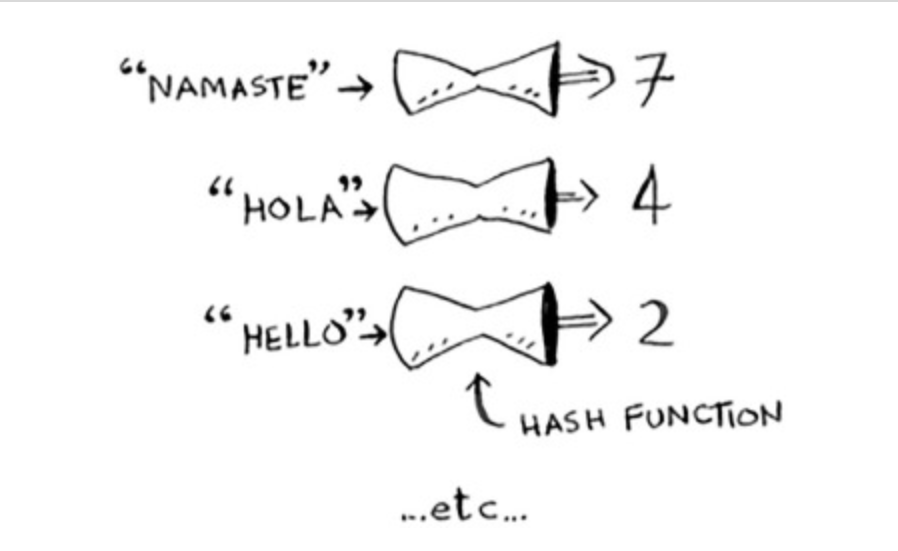 “NAMASTE” → ⇒ 7
“HOLA” → ⇒ 4
“HELLO” → ⇒ 2
HASH FUNCTION
...etc...